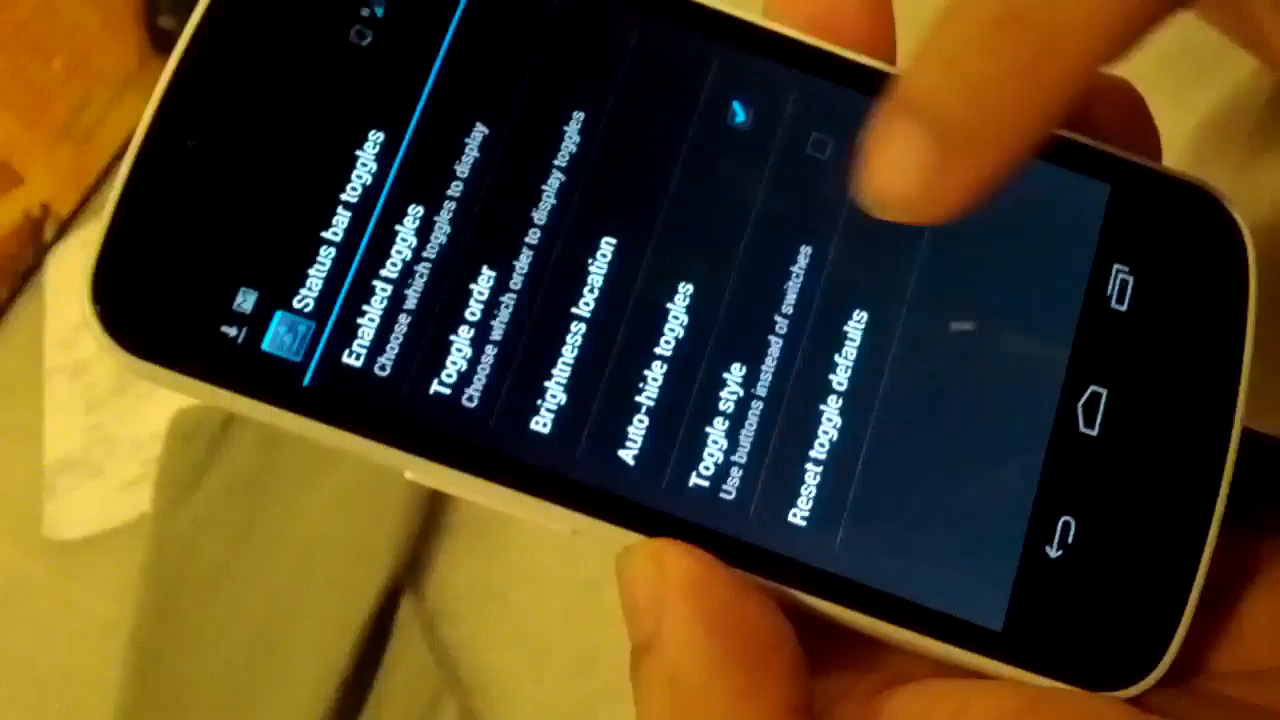 Status bar toggles
Enabled toggles
Choose which toggles to display
Toggle order
Choose which order to display toggles
Brightness location
Auto-hide toggles
Toggle style
Use buttons instead of switches
Reset toggle defaults